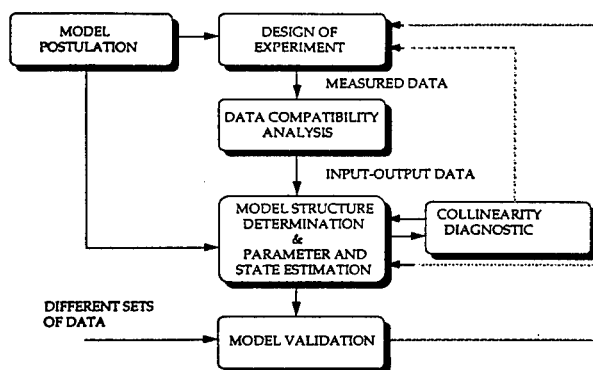 MODEL
POSTULATION
DESIGN OF
EXPERIMENT
MEASURED DATA
DATA COMPATIBILITY
ANALYSIS
INPUT-OUTPUT DATA
MODEL STRUCTURE
DETERMINATION
&
PARAMETER AND
STATE ESTIMATION
COLLINEARITY
DIAGNOSTIC
DIFFERENT SETS
OF DATA
MODEL VALIDATION